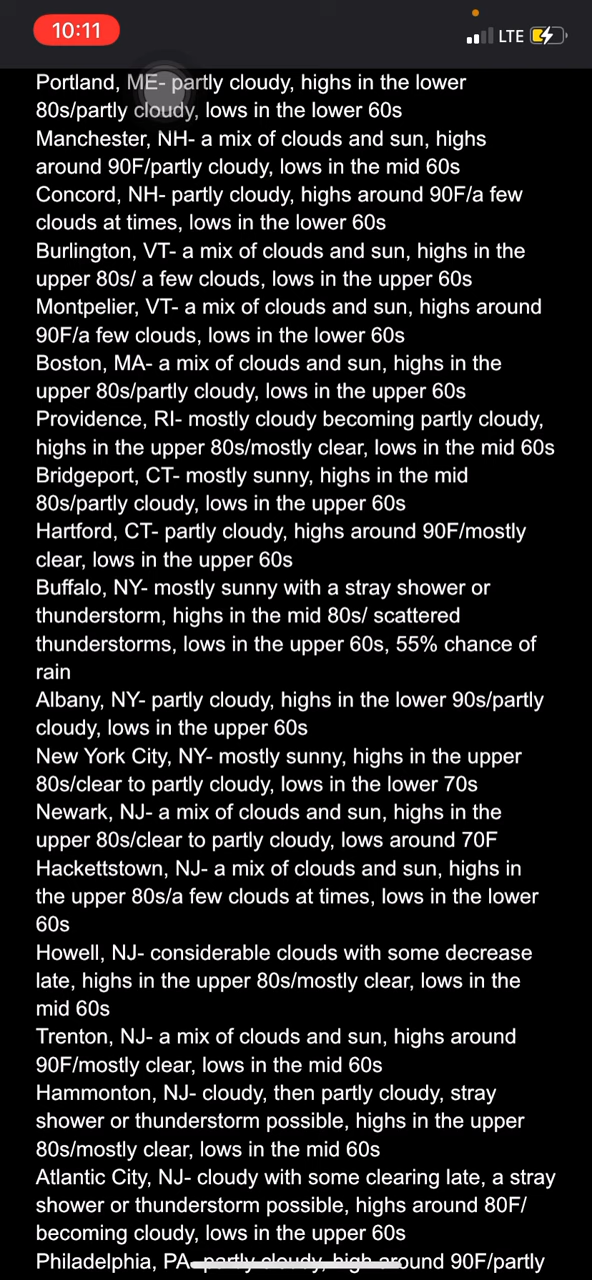 10:11
LTE
Portland, ME- partly cloudy, highs in the lower
80s/partly cloudy, lows in the lower 60s
Manchester, NH- a mix of clouds and sun, highs
around 90F/partly cloudy, lows in the mid 60s
Concord, NH- partly cloudy, highs around 90F/a few
clouds at times, lows in the lower 60s
Burlington, VT- a mix of clouds and sun, highs in the
upper 80s/ a few clouds, lows in the upper 60s
Montpelier, VT- a mix of clouds and sun, highs around
90F/a few clouds, lows in the lower 60s
Boston, MA- a mix of clouds and sun, highs in the
upper 80s/partly cloudy, lows in the upper 60s
Providence, RI- mostly cloudy becoming partly cloudy,
highs in the upper 80s/mostly clear, lows in the mid 60s
Bridgeport, CT- mostly sunny, highs in the mid
80s/partly cloudy, lows in the upper 60s
Hartford, CT- partly cloudy, highs around 90F/mostly
clear, lows in the upper 60s
Buffalo, NY- mostly sunny with a stray shower or
thunderstorm, highs in the mid 80s/ scattered
thunderstorms, lows in the upper 60s, 55% chance of
rain
Albany, NY- partly cloudy, highs in the lower 90s/partly
cloudy, lows in the upper 60s
New York City, NY- mostly sunny, highs in the upper
80s/clear to partly cloudy, lows in the lower 70s
Newark, NJ- a mix of clouds and sun, highs in the
upper 80s/clear to partly cloudy, lows around 70F
Hackettstown, NJ- a mix of clouds and sun, highs in
the upper 80s/a few clouds at times, lows in the lower
60s
Howell, NJ- considerable clouds with some decrease
late, highs in the upper 80s/mostly clear, lows in the
mid 60s
Trenton, NJ- a mix of clouds and sun, highs around
90F/mostly clear, lows in the mid 60s
Hammonton, NJ- cloudy, then partly cloudy, stray
shower or thunderstorm possible, highs in the upper
80s/mostly clear, lows in the mid 60s
Atlantic City, NJ- cloudy with some clearing late, a stray
shower or thunderstorm possible, highs around 80F/
becoming cloudy, lows in the upper 60s
Philadelphia, PA- partly cloudy, high around 90F/partly